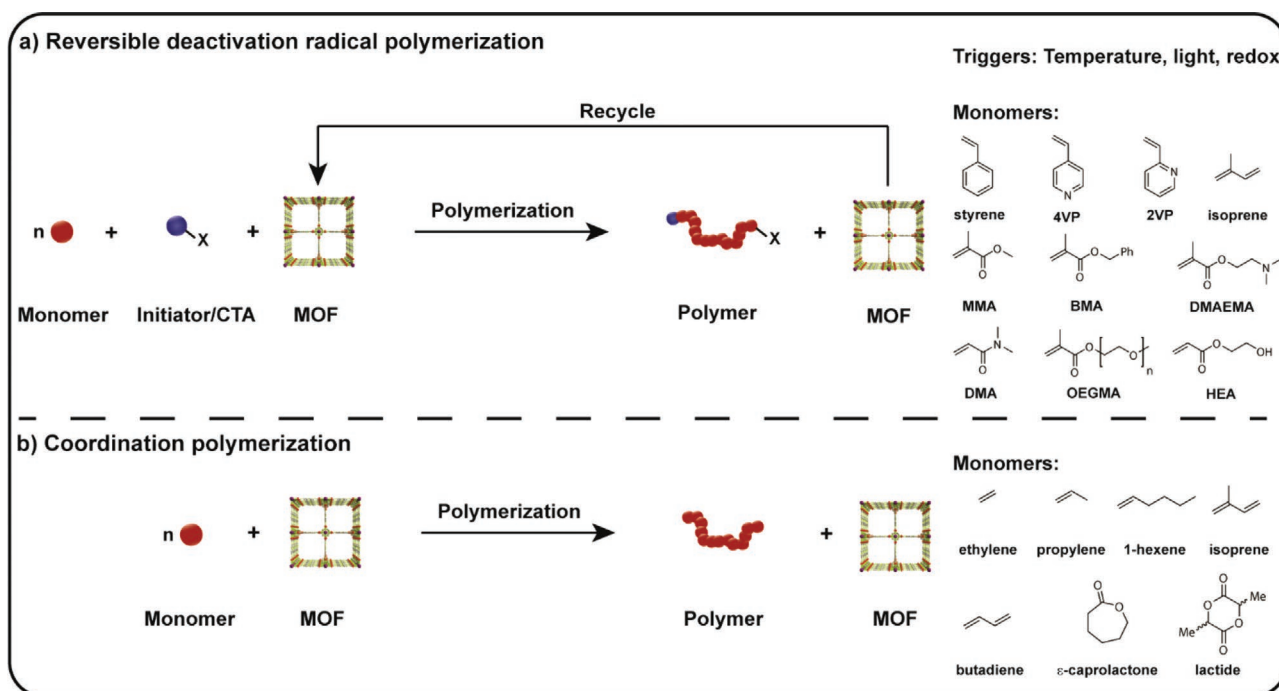 a) Reversible deactivation radical polymerization
Triggers: Temperature, light, redox
Recycle
Monomers:
N
N
styrene
4VP
2VP
isoprene
n
+
X
+
Polymerization
X
+
Monomer
Initiator/CTA
MOF
Polymer
MOF
O
O
O
O
Ph
O
O
N
MMA
BMA
DMAEMA
N
O
O
O
O
n
O
O
OH
DMA
OEGMA
HEA
b) Coordination polymerization
Monomers:
n
+
Polymerization
+
ethylene
propylene
1-hexene
isoprene
Monomer
MOF
Polymer
MOF
O
O
O
O
Me
Me
O
O
butadiene
ε-caprolactone
lactide